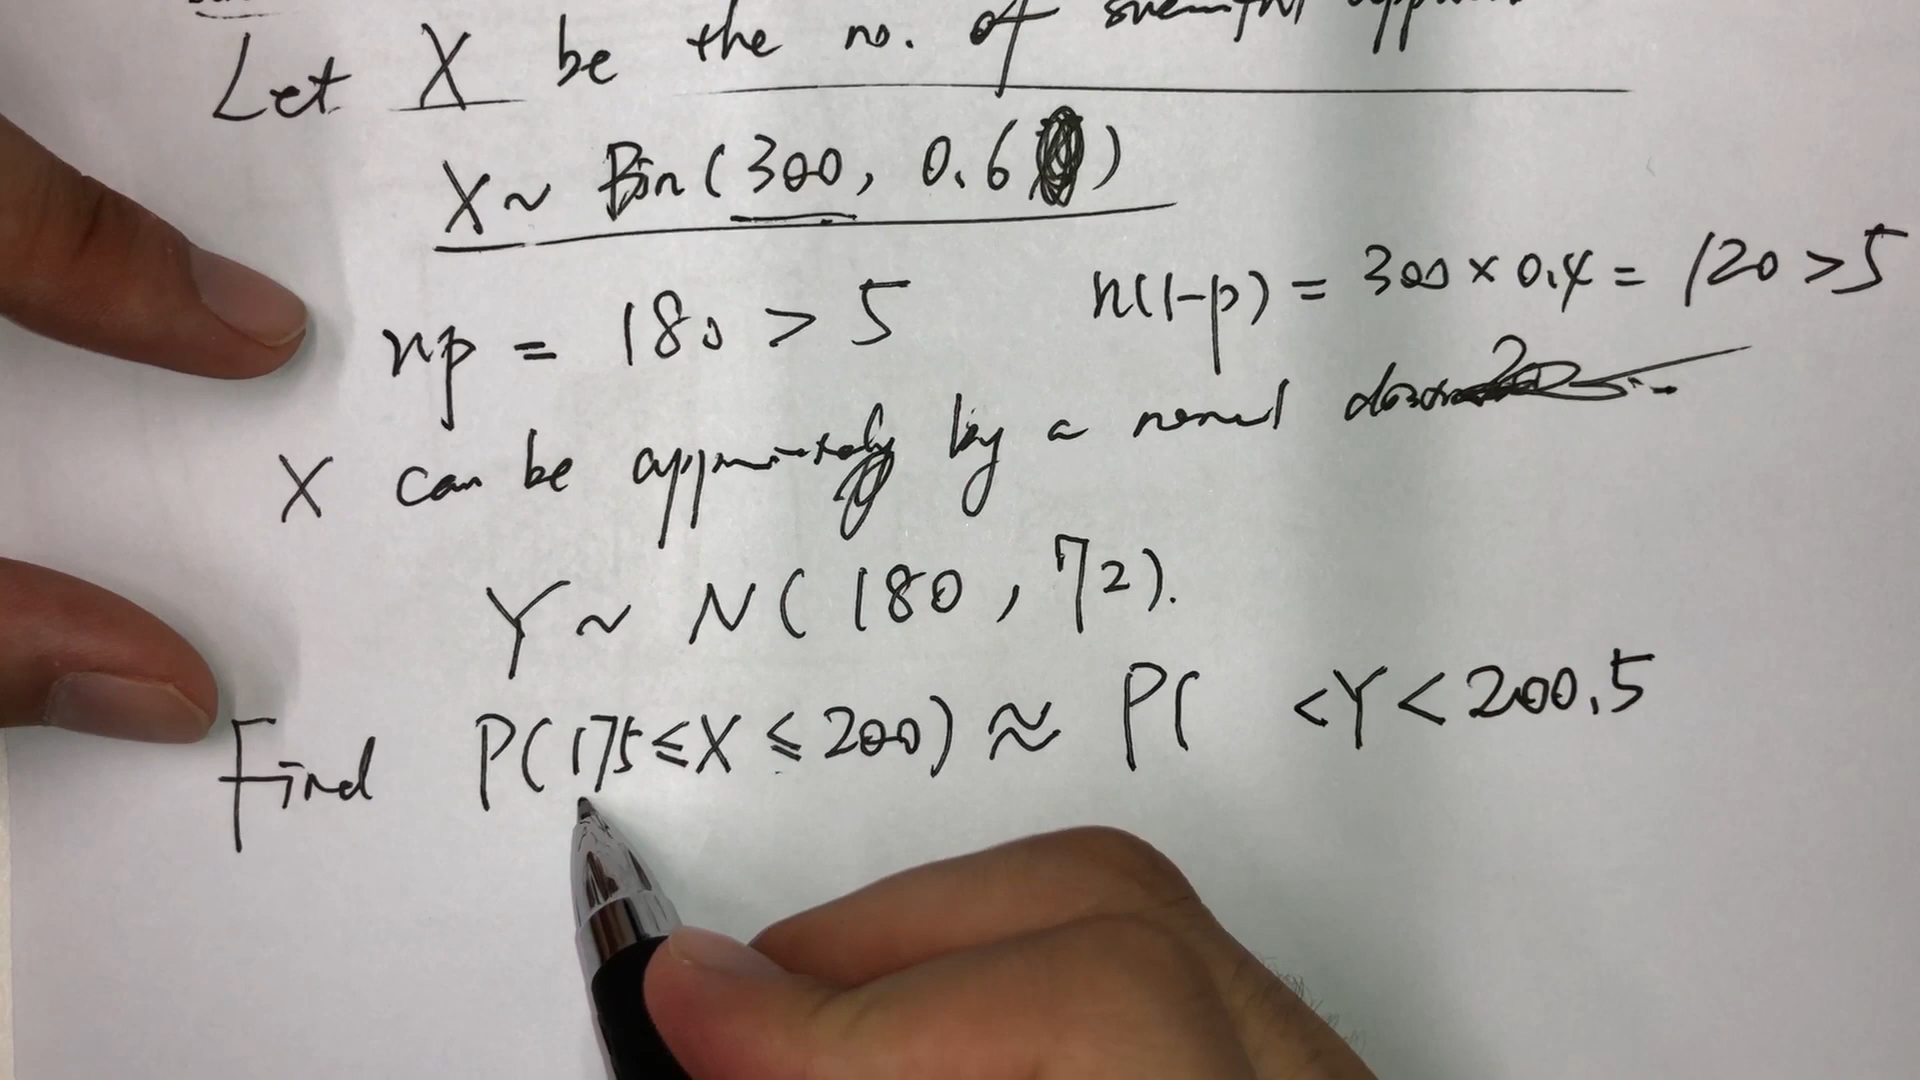 Let X be the no. of
X ~ Bin(300, 0.6)
np = 180 > 5 n(1-p) = 300 × 0.4 = 120 > 5
X can be by a normal
Y ~ N(180, 72).
Find P(175 ≤ X ≤ 200) ≈ P( < Y < 200.5